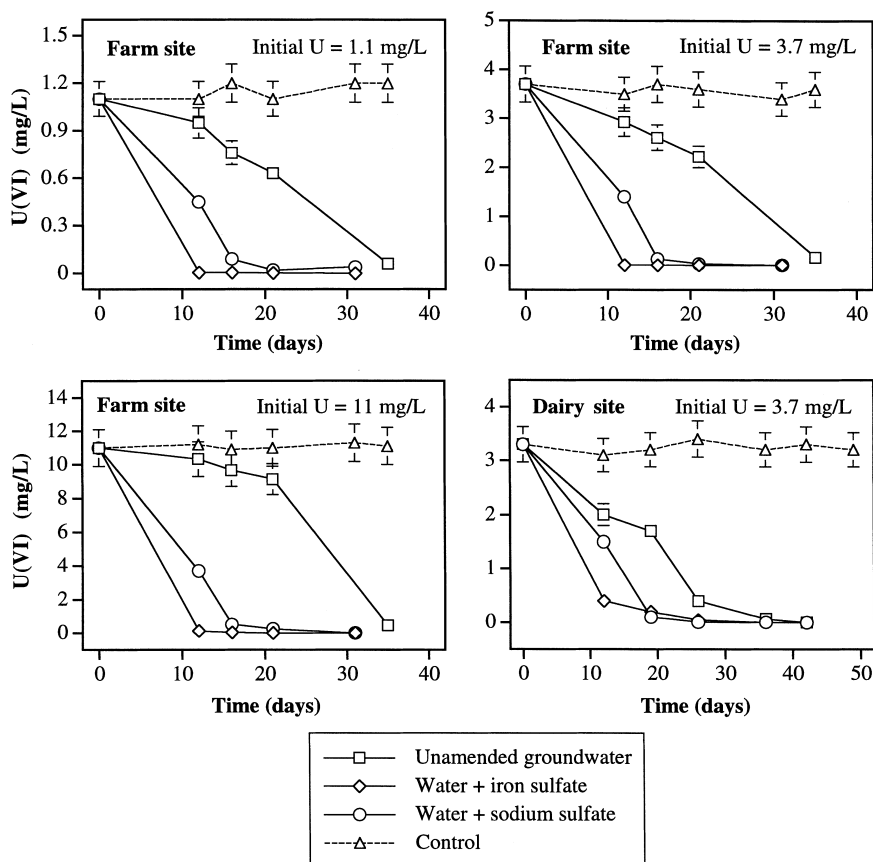 Farm site Initial U = 1.1 mg/L
U(VI) (mg/L)
1.5
1.2
0.9
0.6
0.3
0
0 10 20 30 40
Time (days)
Farm site Initial U = 3.7 mg/L
5
4
3
2
1
0
0 10 20 30 40
Time (days)
Farm site Initial U = 11 mg/L
U(VI) (mg/L)
14
12
10
8
6
4
2
0
0 10 20 30 40
Time (days)
Dairy site Initial U = 3.7 mg/L
4
3
2
1
0
0 10 20 30 40 50
Time (days)
Unamended groundwater
Water + iron sulfate
Water + sodium sulfate
Control